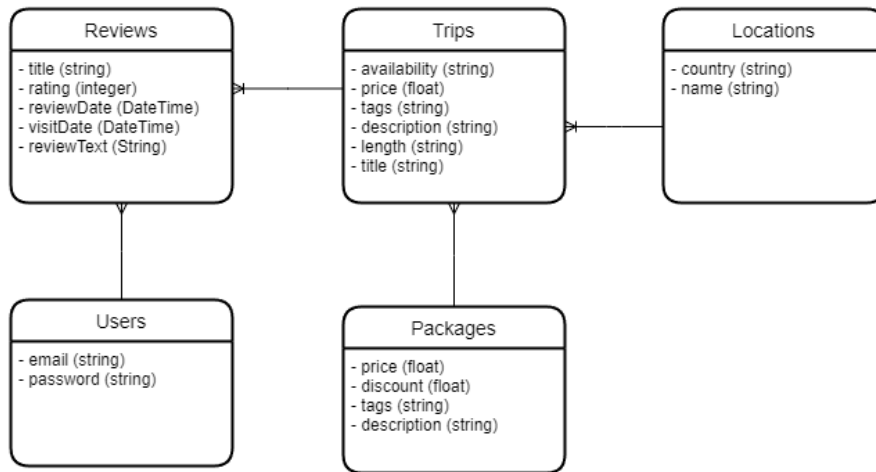 Reviews
- title (string)
- rating (integer)
- reviewDate (DateTime)
- visitDate (DateTime)
- reviewText (String)
Trips
- availability (string)
- price (float)
- tags (string)
- description (string)
- length (string)
- title (string)
Locations
- country (string)
- name (string)
Users
- email (string)
- password (string)
Packages
- price (float)
- discount (float)
- tags (string)
- description (string)